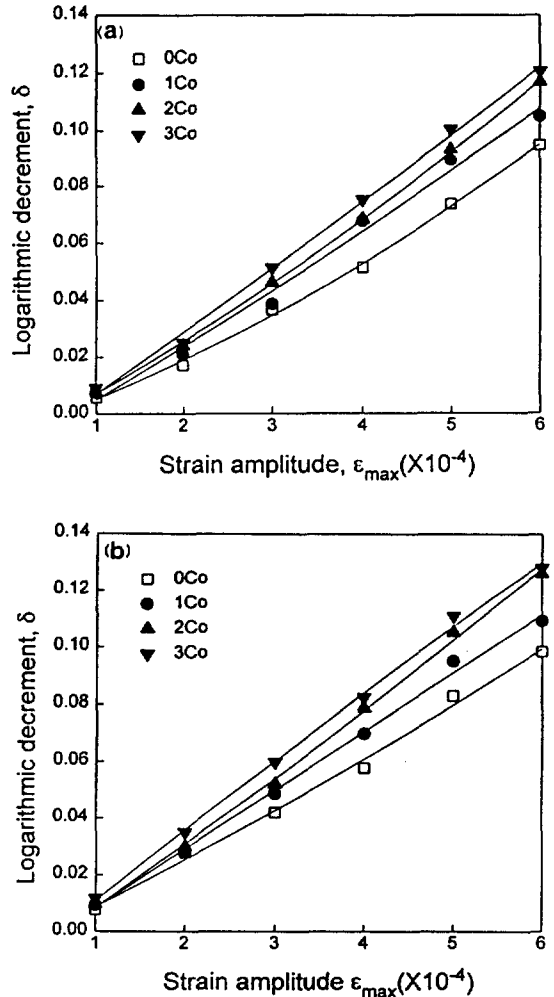 (a)
0Co
1Co
2Co
3Co
0.14
0.12
0.10
0.08
0.06
0.04
0.02
0.00
Logarithmic decrement, δ
1 2 3 4 5 6
Strain amplitude, εmax(X10-4)
(b)
0Co
1Co
2Co
3Co
0.14
0.12
0.10
0.08
0.06
0.04
0.02
0.00
Logarithmic decrement, δ
1 2 3 4 5 6
Strain amplitude εmax(X10-4)